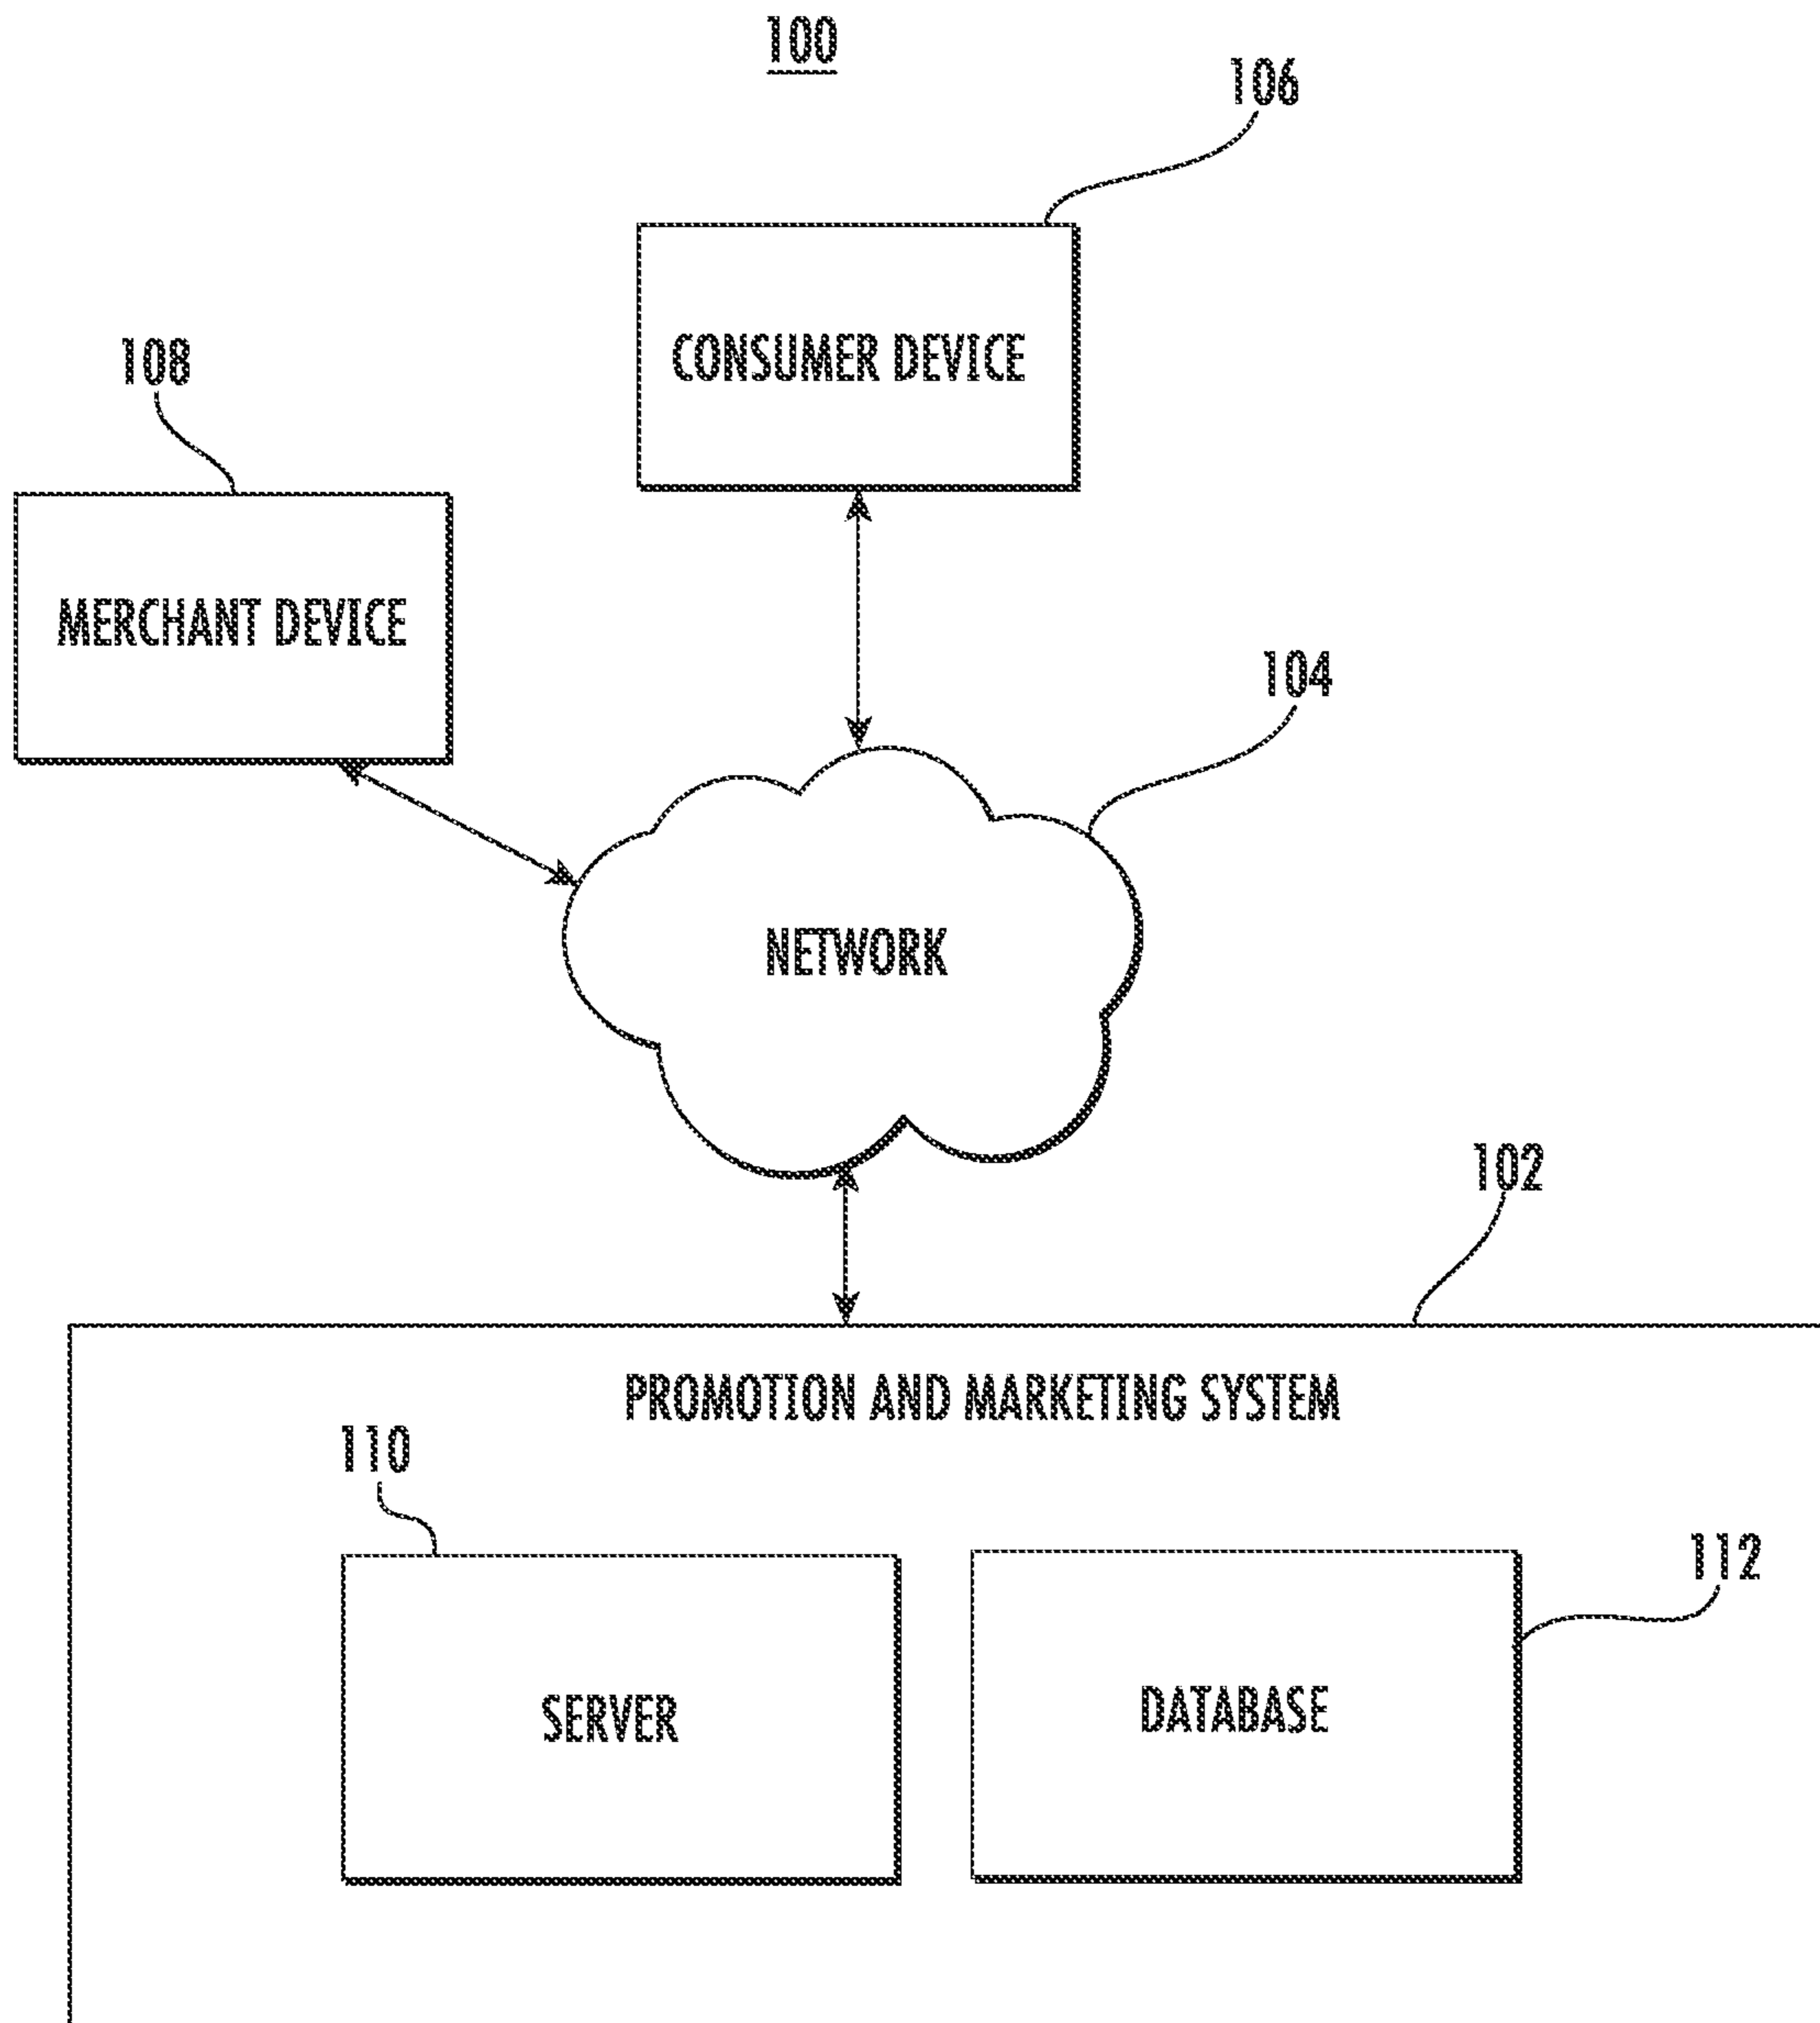 100
106
CONSUMER DEVICE
108
MERCHANT DEVICE
104
NETWORK
102
PROMOTION AND MARKETING SYSTEM
110
112
SERVER
DATABASE